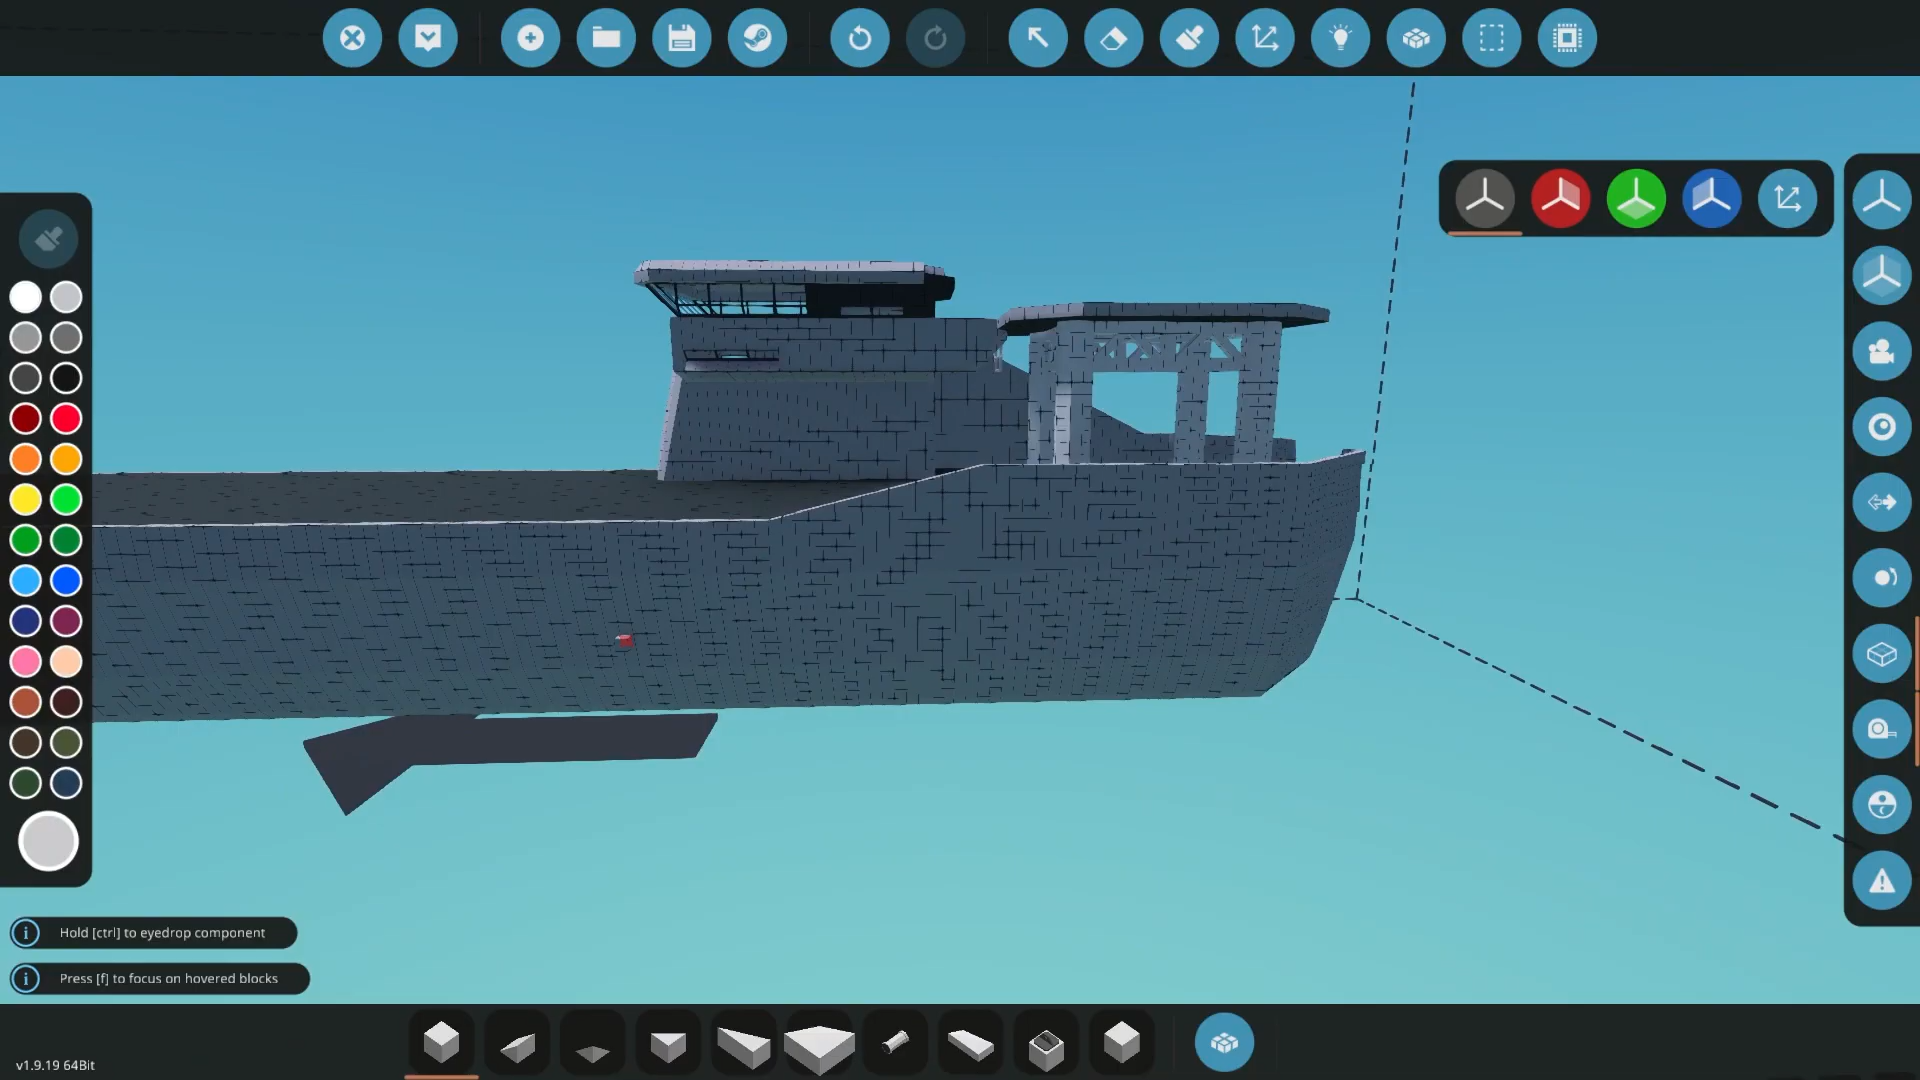 Hold [ctrl] to eyedrop component
Press [f] to focus on hovered blocks
v1.9.19 64Bit